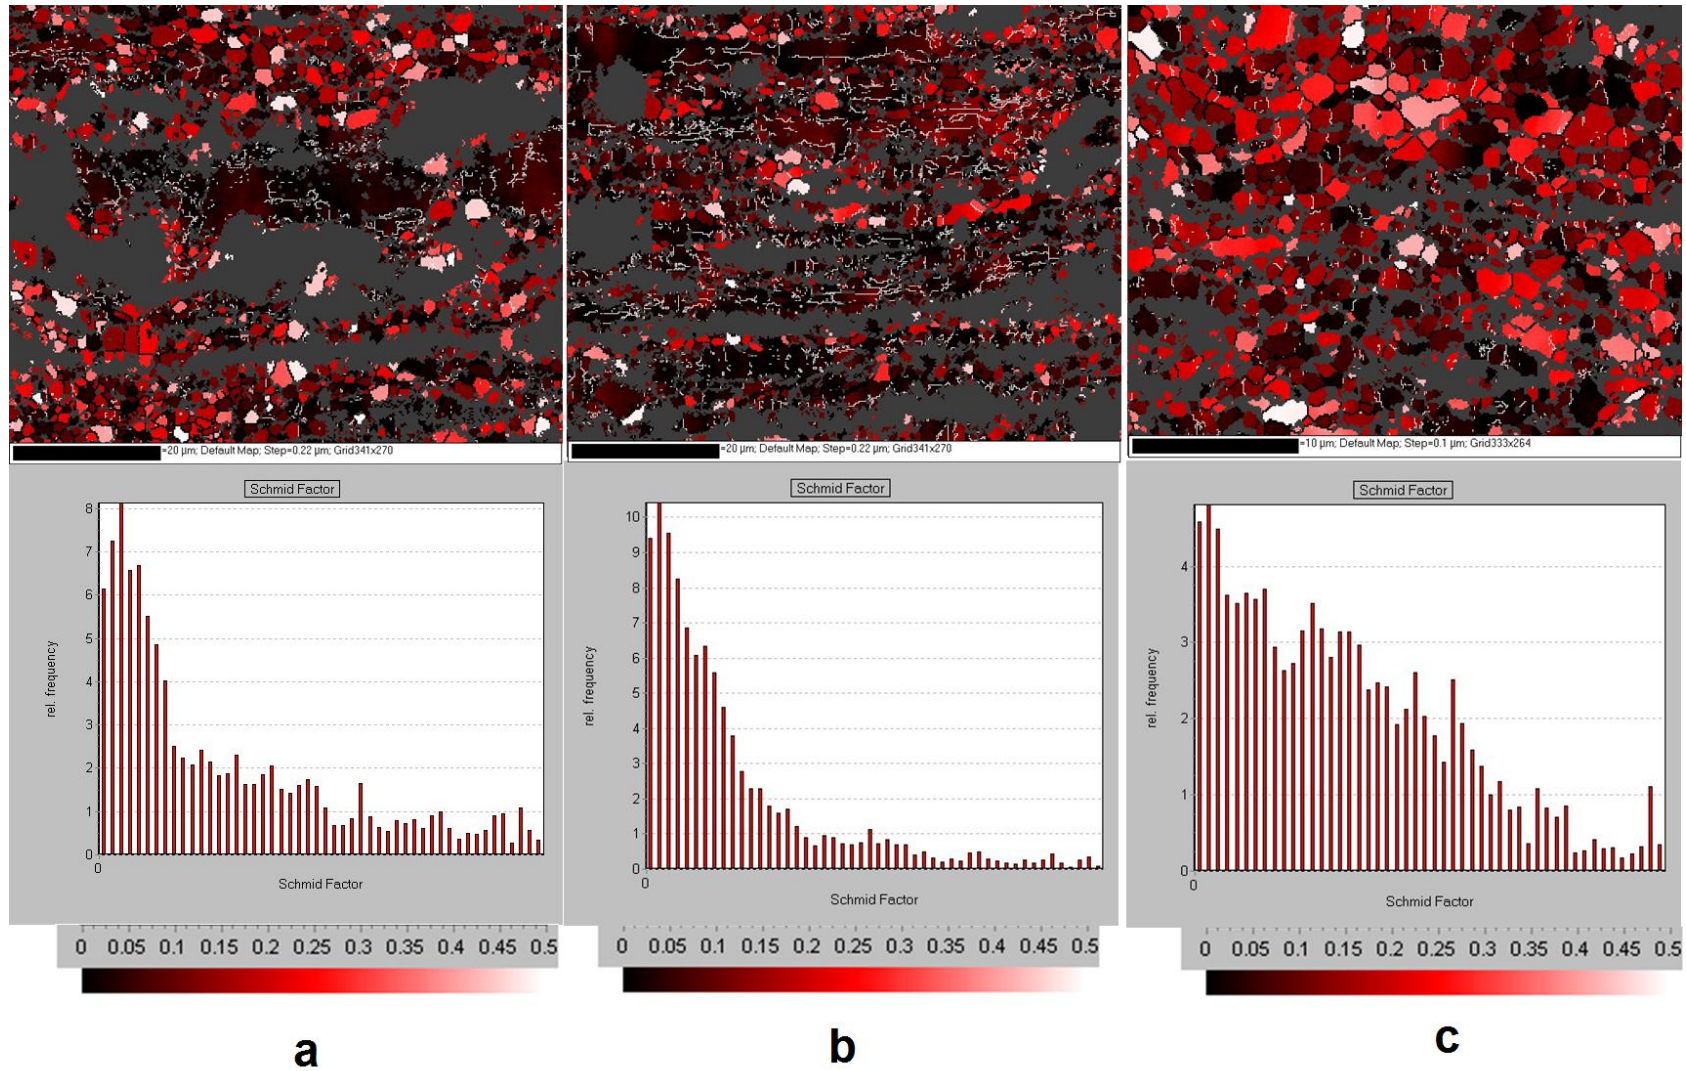 =20 µm; Default Map; Step=0.22 µm; Grid341x270
Schmid Factor
8
7
6
5
4
3
2
1
0
rel. frequency
0
Schmid Factor
0 0.05 0.1 0.15 0.2 0.25 0.3 0.35 0.4 0.45 0.5
a
=20 µm; Default Map; Step=0.22 µm; Grid341x270
Schmid Factor
10
9
8
7
6
5
4
3
2
1
0
rel. frequency
0
Schmid Factor
0 0.05 0.1 0.15 0.2 0.25 0.3 0.35 0.4 0.45 0.5
b
=10 µm; Default Map; Step=0.1 µm; Grid333x264
Schmid Factor
4
3
2
1
0
rel. frequency
0
Schmid Factor
0 0.05 0.1 0.15 0.2 0.25 0.3 0.35 0.4 0.45 0.5
c